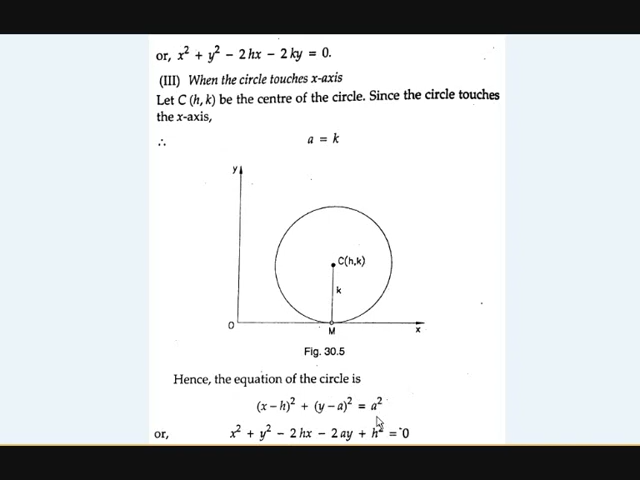 or, x² + y² − 2hx − 2ky = 0.
(III) When the circle touches x-axis
Let C (h, k) be the centre of the circle. Since the circle touches
the x-axis,
∴ a = k
y
C(h,k)
k
O M x
Fig. 30.5
Hence, the equation of the circle is
(x − h)² + (y − a)² = a²
or, x² + y² − 2hx − 2ay + h² = 0